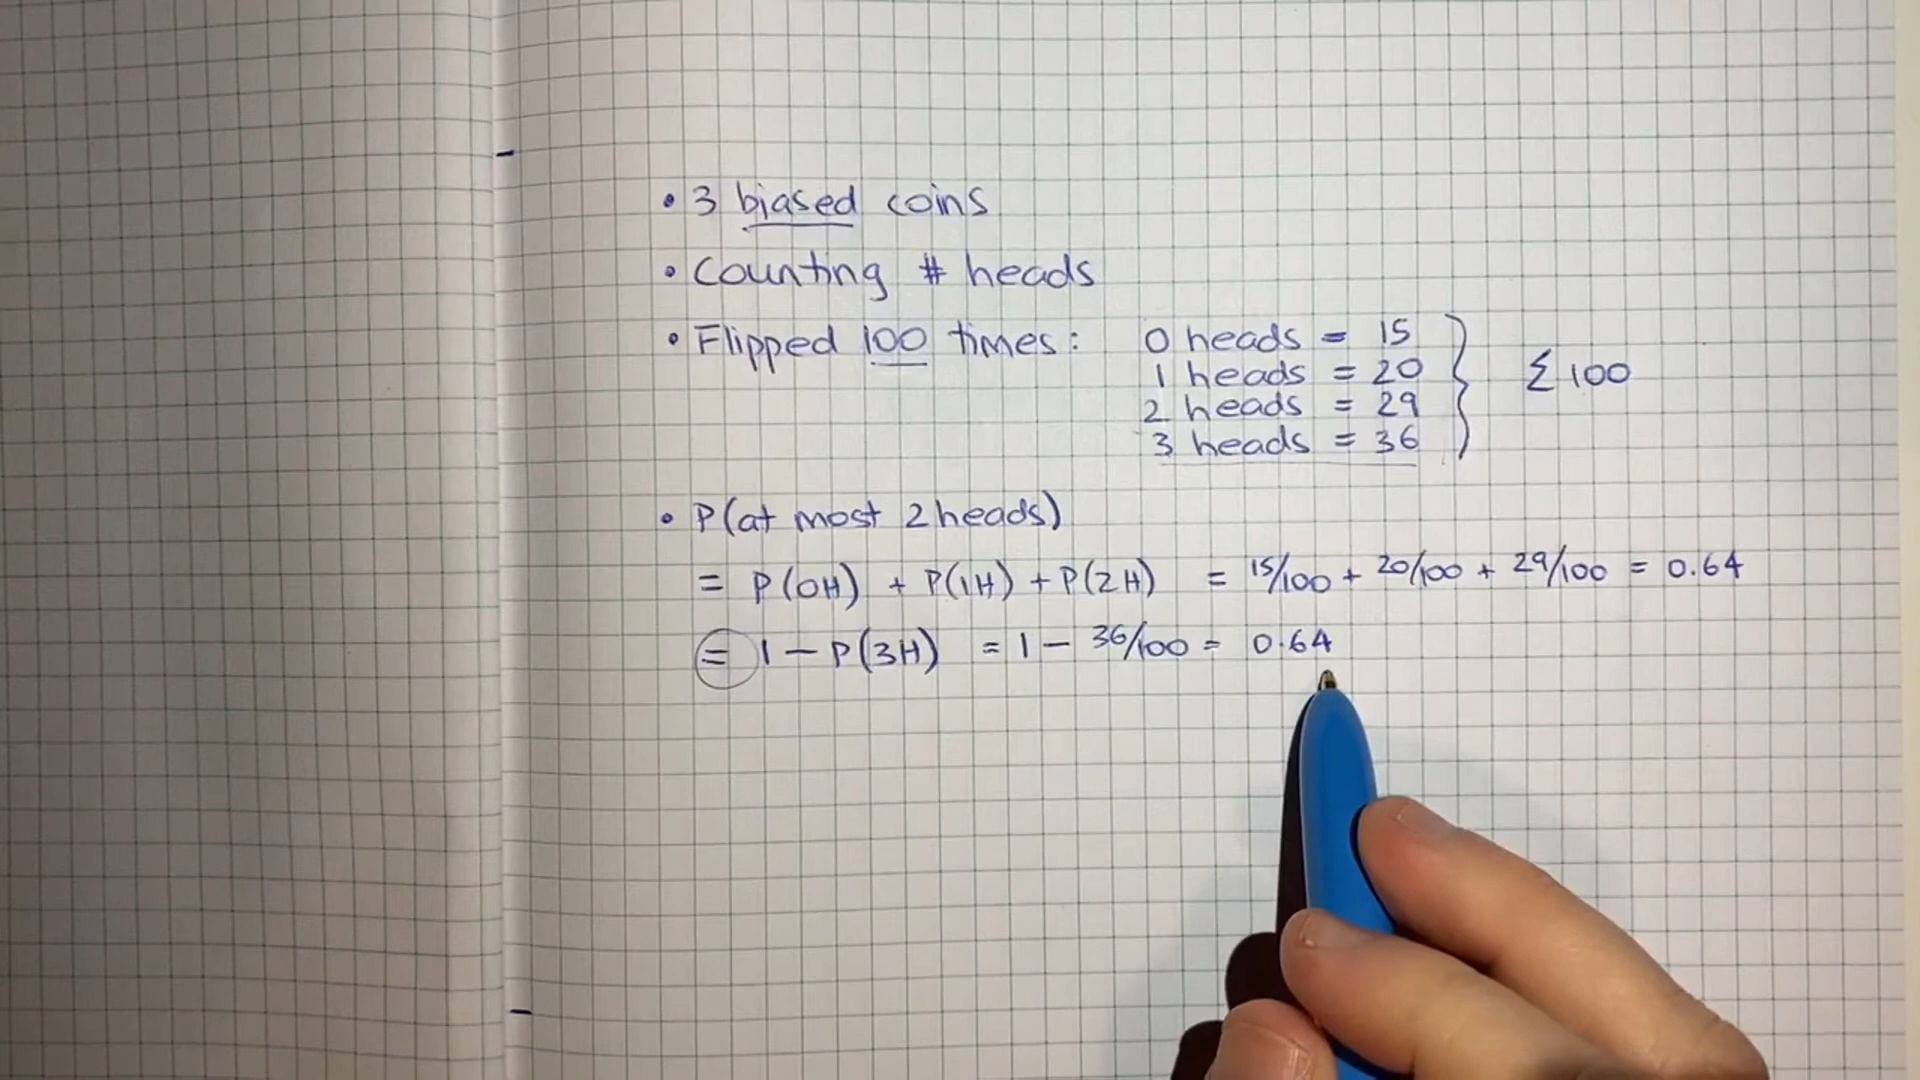 • 3 biased coins
• Counting # heads
• Flipped 100 times: 0 heads = 15
1 heads = 20
2 heads = 29
3 heads = 36
Σ 100
• P(at most 2 heads)
= P(0H) + P(1H) + P(2H) = 15/100 + 20/100 + 29/100 = 0.64
= 1 – P(3H) = 1 – 36/100 = 0.64